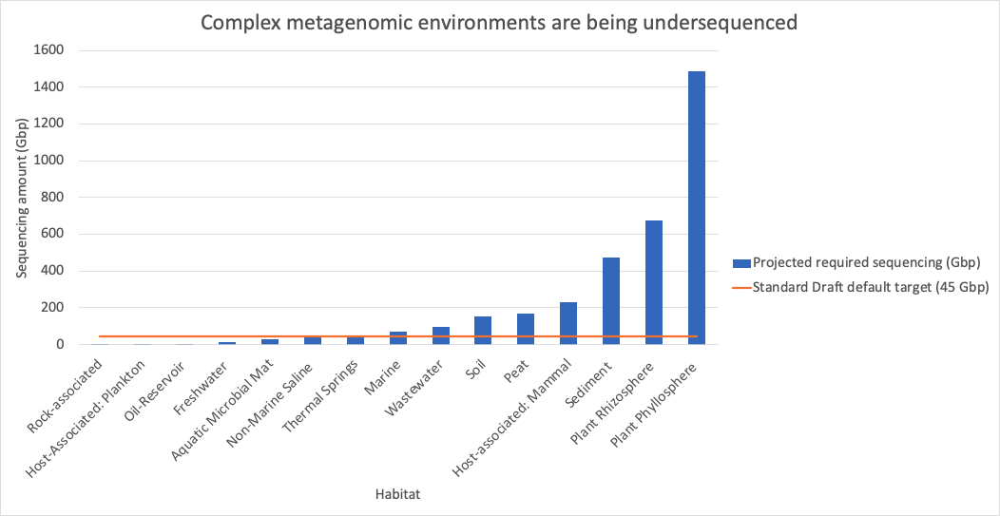 Complex metagenomic environments are being undersequenced
Sequencing amount (Gbp)
1600
1400
1200
1000
800
600
400
200
0
Rock-associated
Host-Associated: Plankton
Oil-Reservoir
Freshwater
Aquatic Microbial Mat
Non-Marine Saline
Thermal Springs
Marine
Wastewater
Soil
Peat
Host-associated: Mammal
Sediment
Plant Rhizosphere
Plant Phyllosphere
Habitat
Projected required sequencing (Gbp)
Standard Draft default target (45 Gbp)